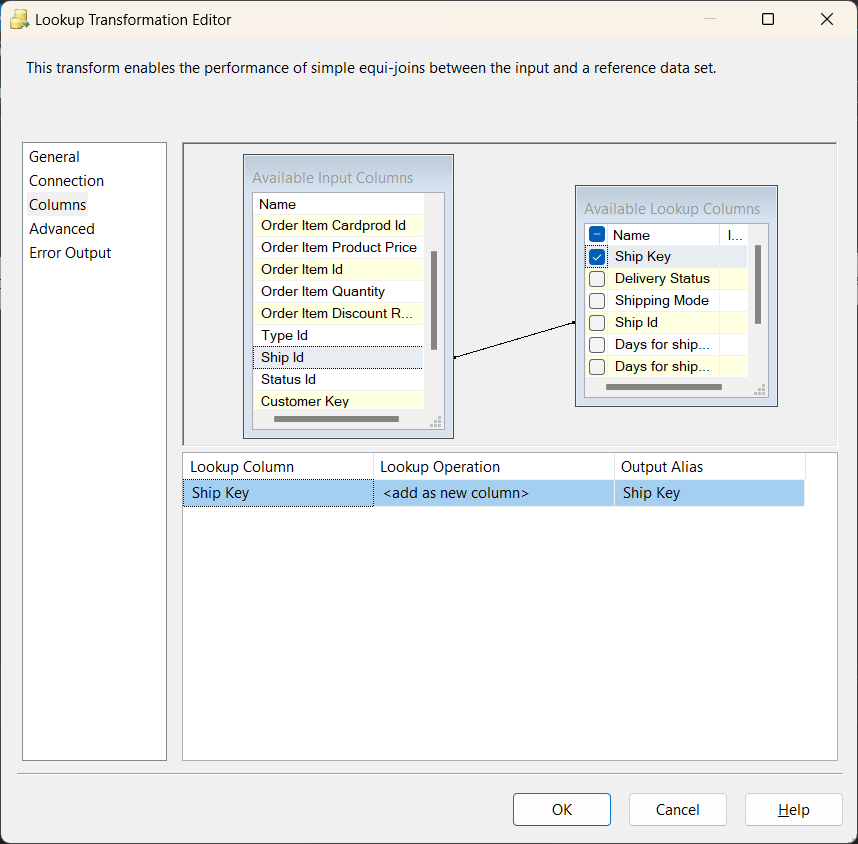 Lookup Transformation Editor
This transform enables the performance of simple equi-joins between the input and a reference data set.
General
Connection
Columns
Advanced
Error Output
Available Input Columns
Name
Order Item Cardprod Id
Order Item Product Price
Order Item Id
Order Item Quantity
Order Item Discount R...
Type Id
Ship Id
Status Id
Customer Key
Available Lookup Columns
Name I...
Ship Key
Delivery Status
Shipping Mode
Ship Id
Days for ship...
Days for ship...
Lookup Column Lookup Operation Output Alias
Ship Key <add as new column> Ship Key
OK Cancel Help